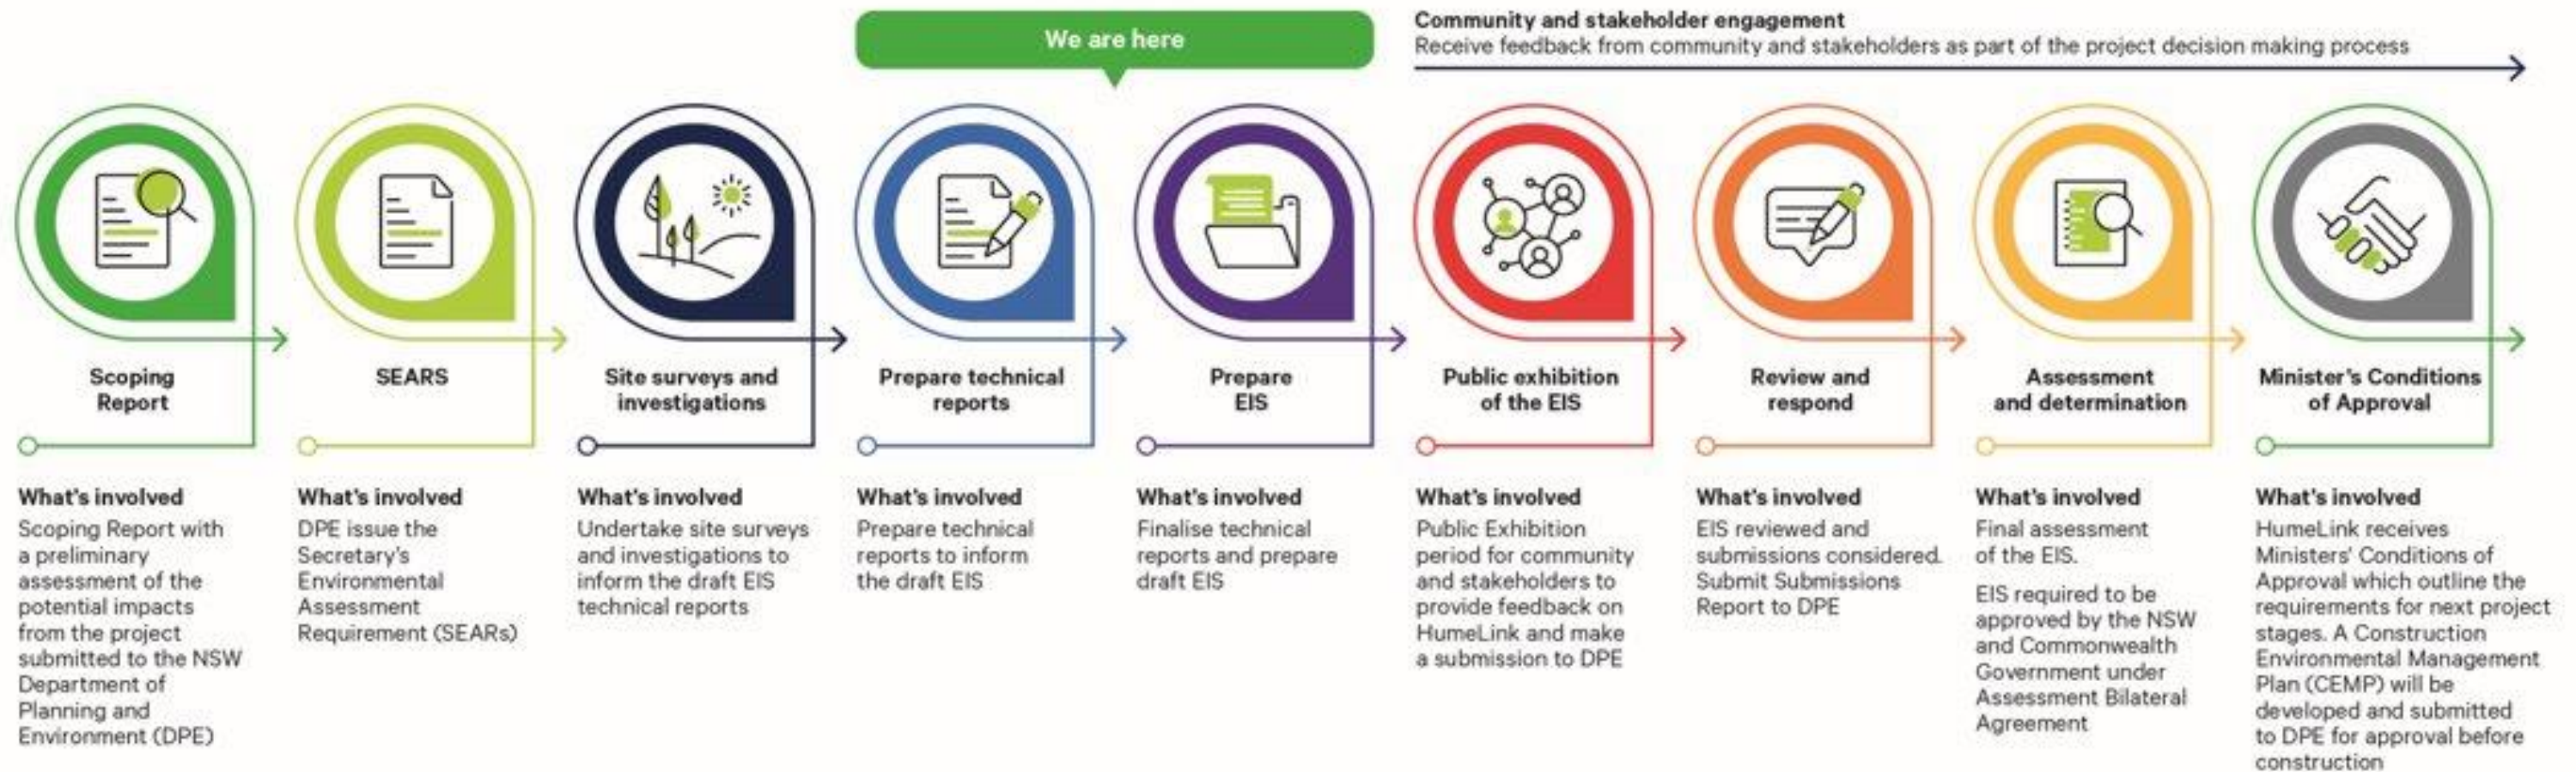 We are here
Community and stakeholder engagement
Receive feedback from community and stakeholders as part of the project decision making process
Scoping
Report
SEARS
Site surveys and
investigations
Prepare technical
reports
Prepare
EIS
Public exhibition
of the EIS
Review and
respond
Assessment
and determination
Minister's Conditions
of Approval
What's involved
Scoping Report with
a preliminary
assessment of the
potential impacts
from the project
submitted to the NSW
Department of
Planning and
Environment (DPE)
What's involved
DPE issue the
Secretary's
Environmental
Assessment
Requirement (SEARs)
What's involved
Undertake site surveys
and investigations to
inform the draft EIS
technical reports
What's involved
Prepare technical
reports to inform
the draft EIS
What's involved
Finalise technical
reports and prepare
draft EIS
What's involved
Public Exhibition
period for community
and stakeholders to
provide feedback on
HumeLink and make
a submission to DPE
What's involved
EIS reviewed and
submissions considered.
Submit Submissions
Report to DPE
What's involved
Final assessment
of the EIS.
EIS required to be
approved by the NSW
and Commonwealth
Government under
Assessment Bilateral
Agreement
What's involved
HumeLink receives
Ministers' Conditions of
Approval which outline the
requirements for next project
stages. A Construction
Environmental Management
Plan (CEMP) will be
developed and submitted
to DPE for approval before
construction